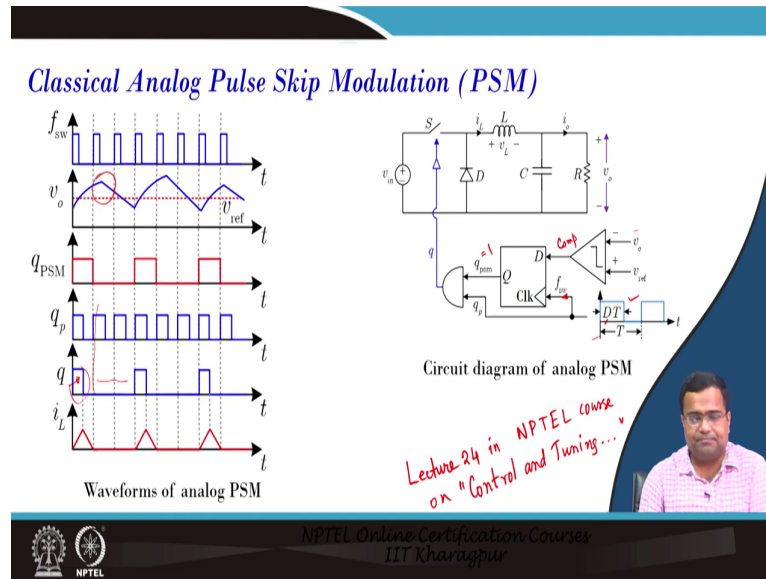 Classical Analog Pulse Skip Modulation (PSM)
f_sw
t
v_o
v_ref
t
q_PSM
t
q_p
t
q
t
i_L
t
Waveforms of analog PSM
S
i_L
L
i_o
+ v_L -
+
v_in
D
C
R
v_o
-
Comp
- v_o
+
v_ref
q
=1
q_psm
Q
D
f_sw
Clk
q_p
DT
T
t
Circuit diagram of analog PSM
Lecture 24 in NPTEL course
on "Control and Tuning..."
NPTEL Online Certification Courses
IIT Kharagpur
NPTEL